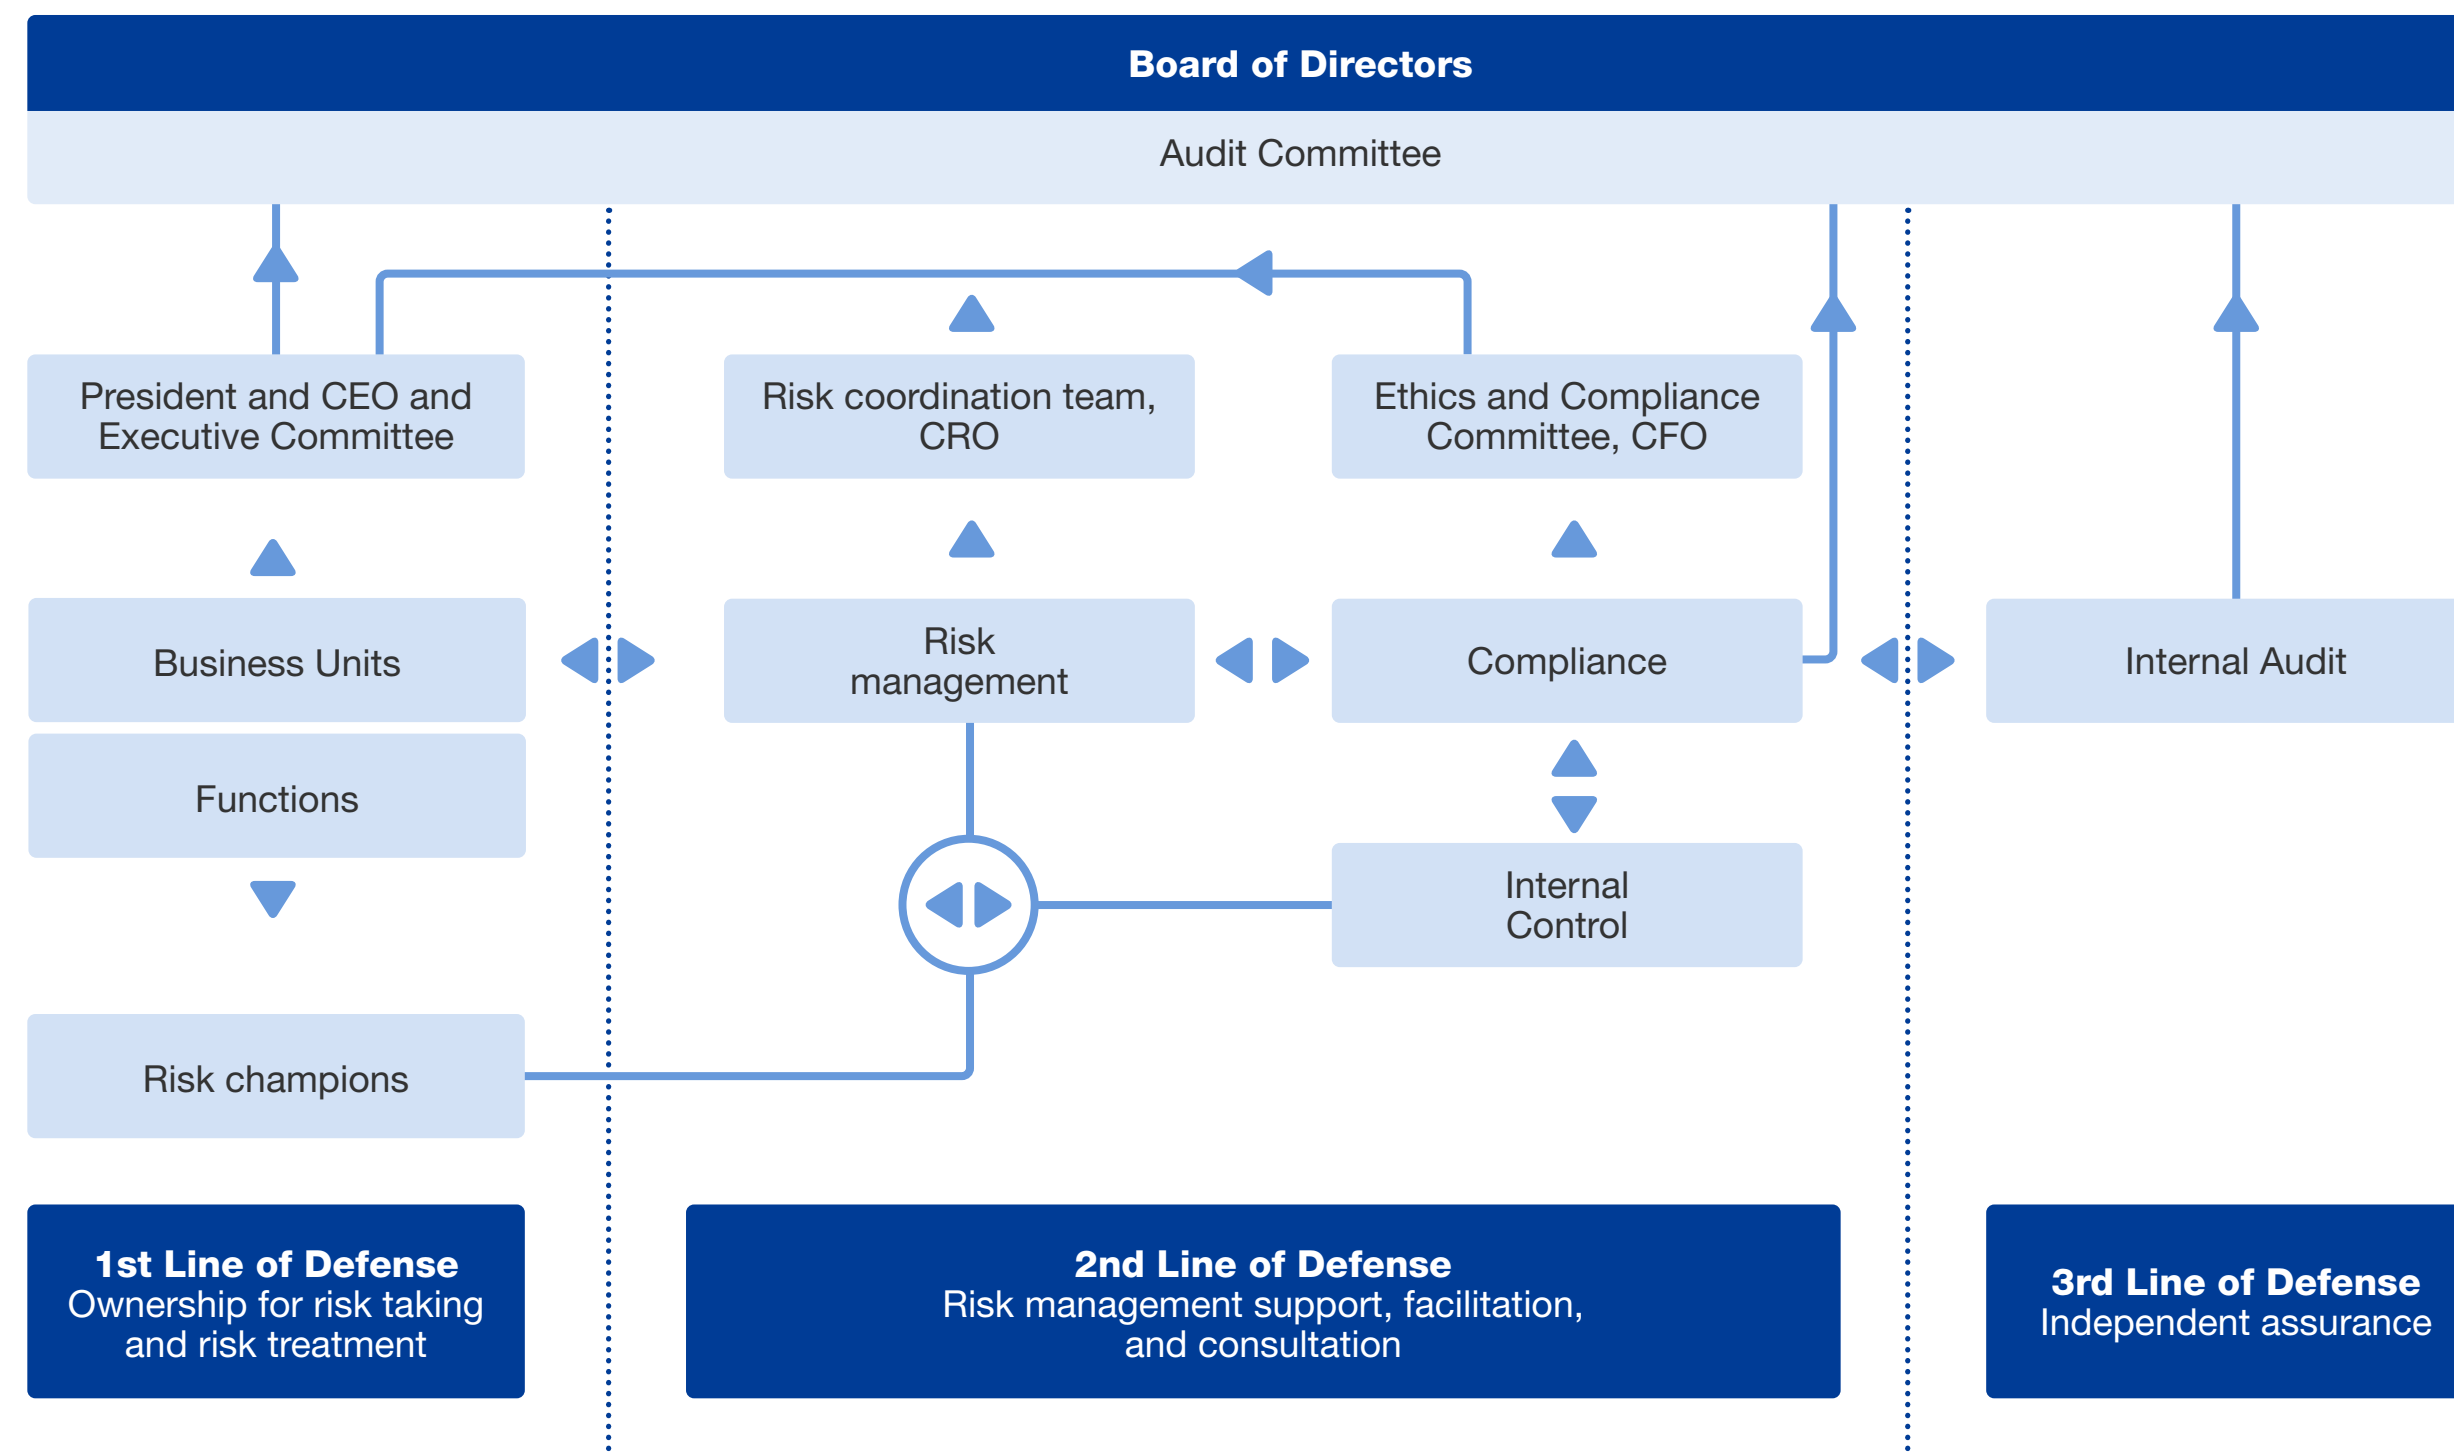 Board of Directors
Audit Committee
President and CEO and
Executive Committee
Risk coordination team,
CRO
Ethics and Compliance
Committee, CFO
Business Units
Risk
management
Compliance
Internal Audit
Functions
Internal
Control
Risk champions
1st Line of Defense
Ownership for risk taking
and risk treatment
2nd Line of Defense
Risk management support, facilitation,
and consultation
3rd Line of Defense
Independent assurance